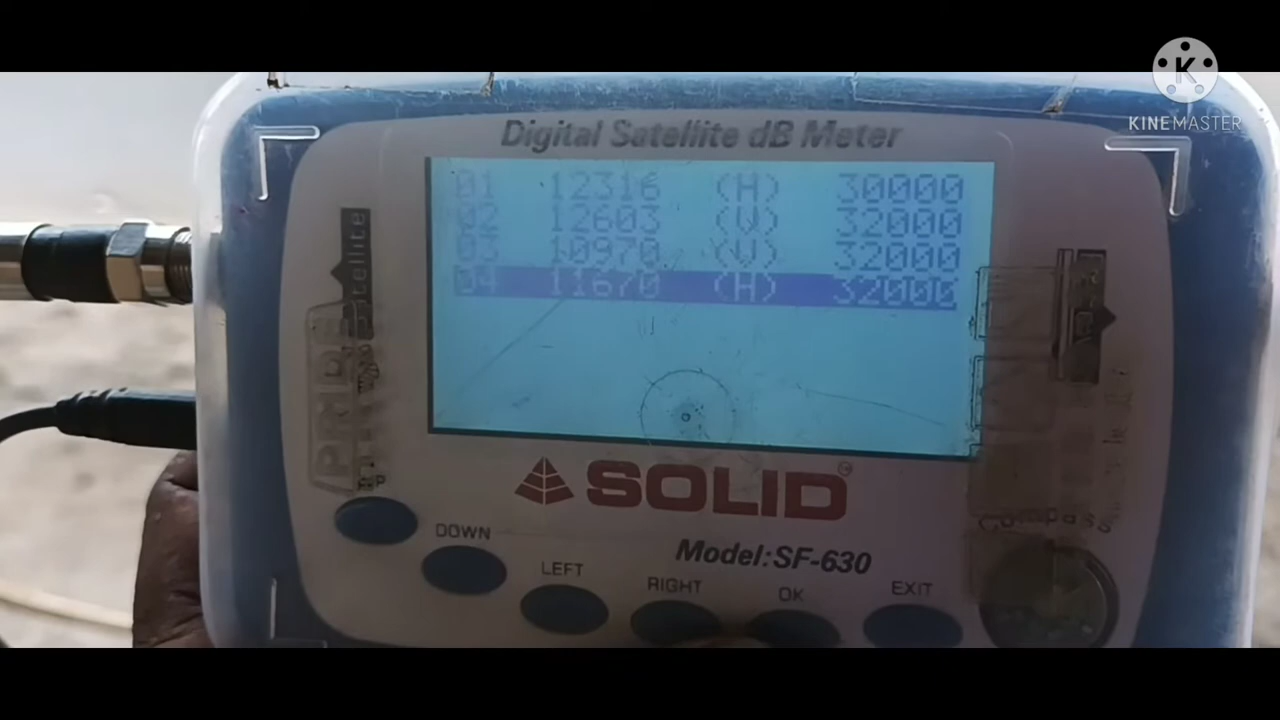 KINEMASTER
Digital Satellite dB Meter
01 12316 (H) 30000
02 12603 (V) 32000
03 10970 (V) 32000
04 11670 (H) 32000
SOLID
Model:SF-630
DOWN
LEFT
RIGHT
OK
EXIT
Compass